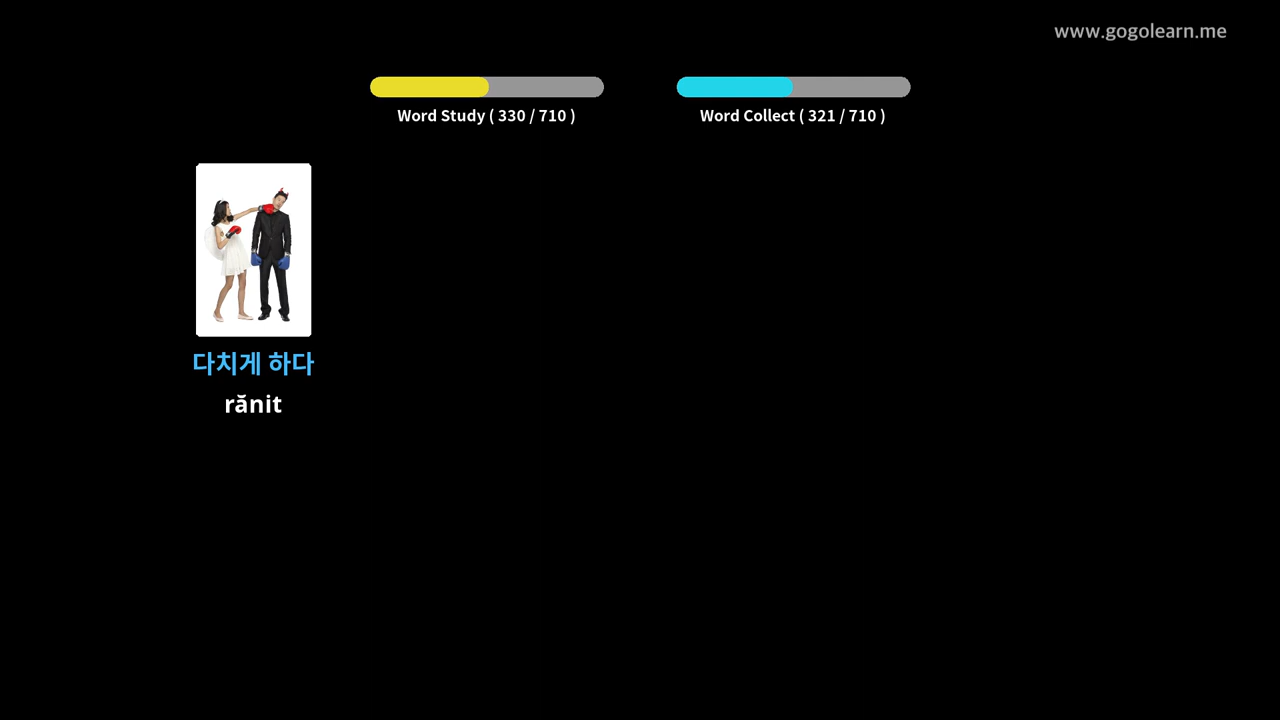 www.gogolearn.me
Word Study ( 330 / 710 )
Word Collect ( 321 / 710 )
다치게 하다
rănit